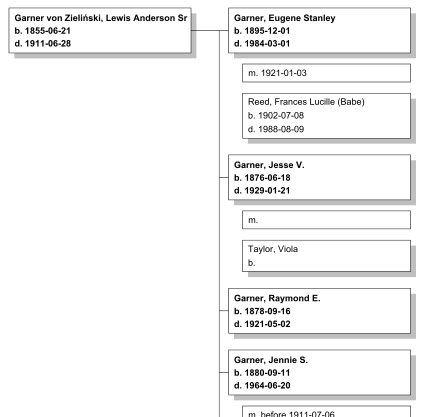 Garner von Zieliński, Lewis Anderson Sr
b. 1855-06-21
d. 1911-06-28
Garner, Eugene Stanley
b. 1895-12-01
d. 1984-03-01
m. 1921-01-03
Reed, Frances Lucille (Babe)
b. 1902-07-08
d. 1988-08-09
Garner, Jesse V.
b. 1876-06-18
d. 1929-01-21
m.
Taylor, Viola
b.
Garner, Raymond E.
b. 1878-09-16
d. 1921-05-02
Garner, Jennie S.
b. 1880-09-11
d. 1964-06-20
m. before 1911-07-06